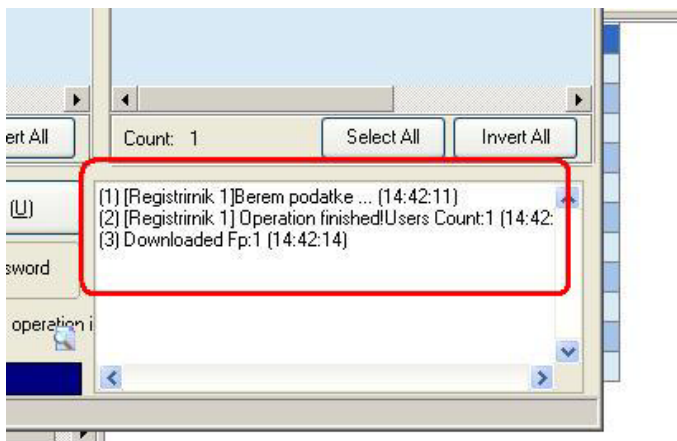 ert All
Count: 1
Select All
Invert All
(U)
(1) [Registrirnik 1]Berem podatke ... (14:42:11)
(2) [Registrirnik 1] Operation finished!Users Count:1 (14:42:
(3) Downloaded Fp:1 (14:42:14)
sword
operation i